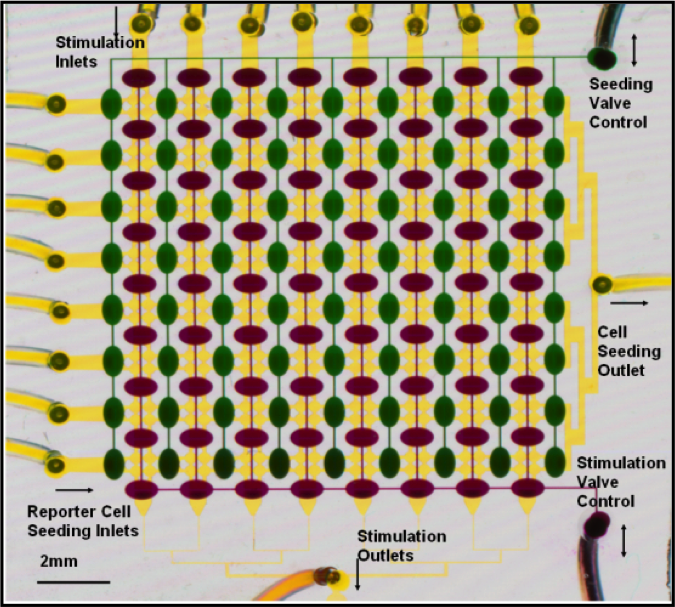 Stimulation
Inlets
Seeding
Valve
Control
Cell
Seeding
Outlet
Stimulation
Valve
Control
Reporter Cell
Seeding Inlets
Stimulation
Outlets
2mm